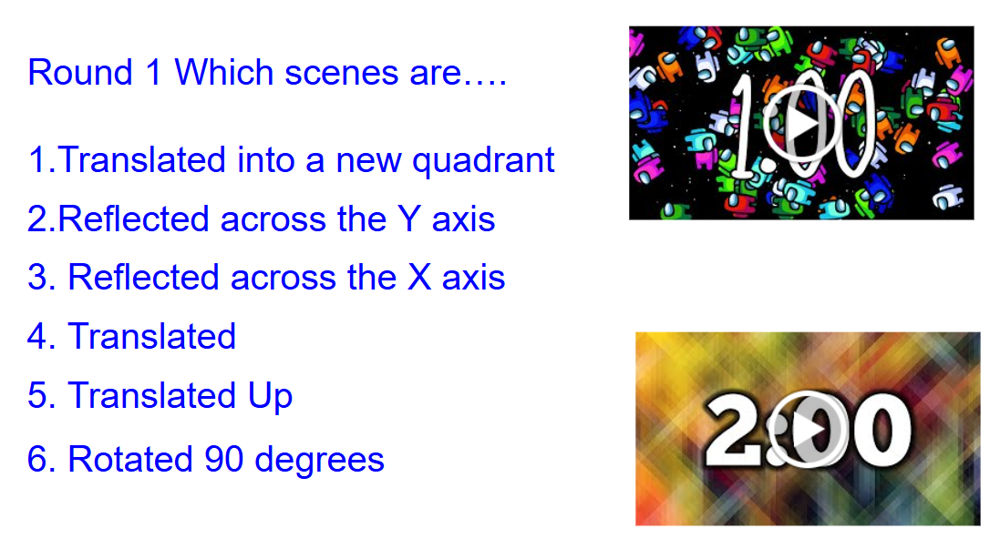 Round 1 Which scenes are….
1.Translated into a new quadrant
2.Reflected across the Y axis
3. Reflected across the X axis
4. Translated
5. Translated Up
6. Rotated 90 degrees
1:00
2:00